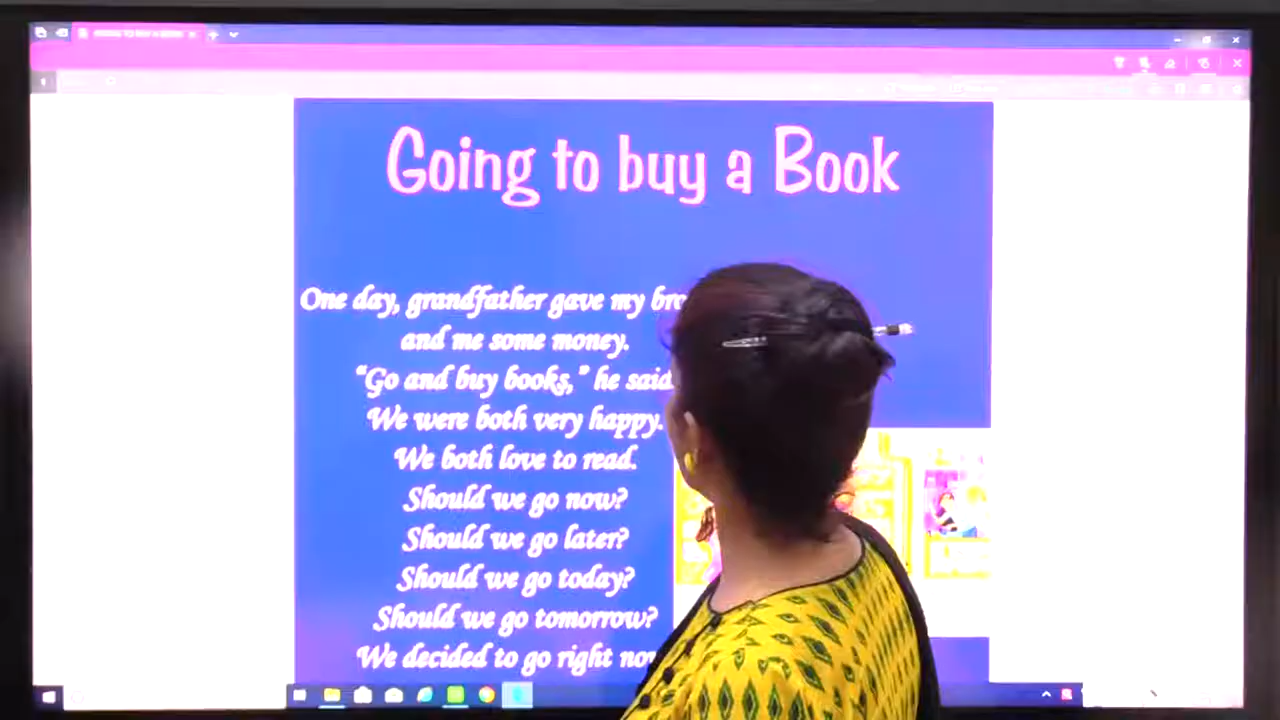 Going to buy a Book
One day, grandfather gave my bro
and me some money.
“Go and buy books,” he said
We were both very happy.
We both love to read.
Should we go now?
Should we go later?
Should we go today?
Should we go tomorrow?
We decided to go right now